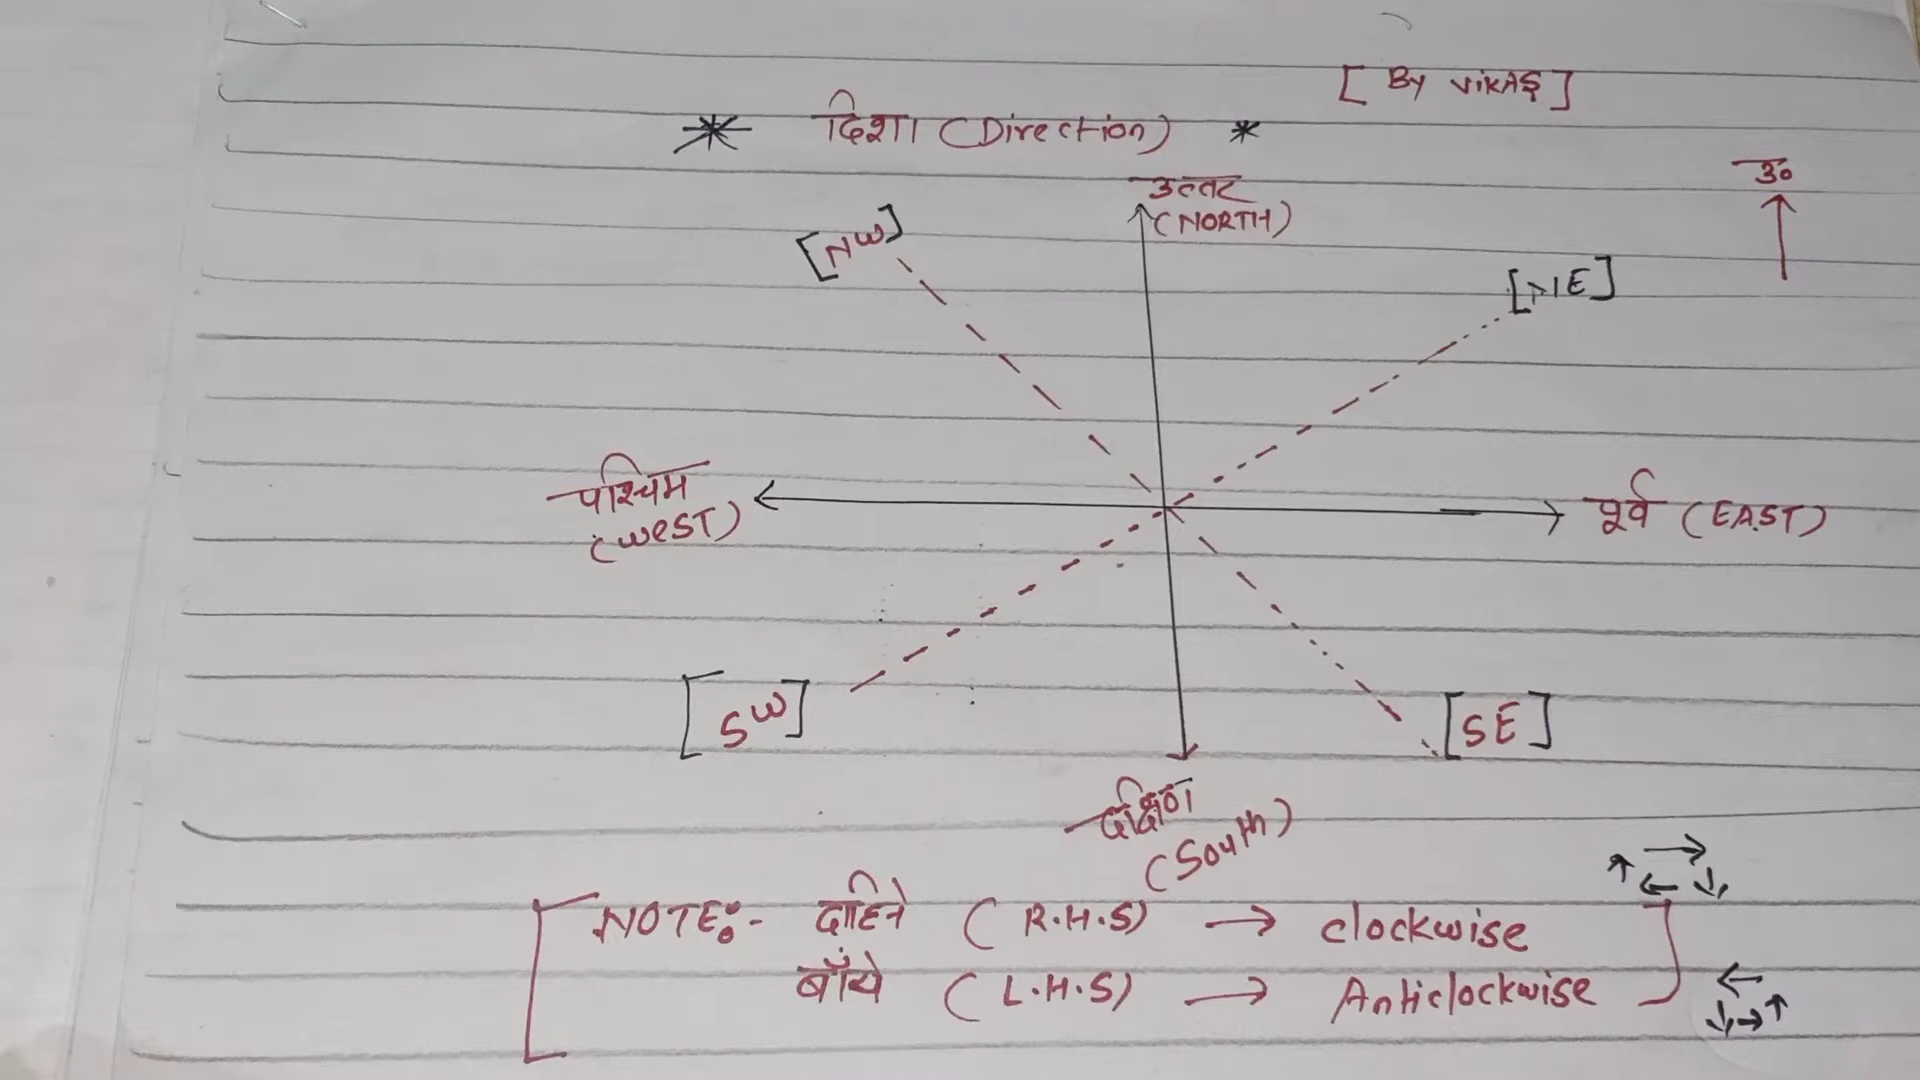 [ By VIKAS ]
* दिशा (Direction) *
उ०
उत्तर
(NORTH)
[NW]
[NE]
पश्चिम
(WeST)
पूर्व (EAST)
[SW]
[SE]
दक्षिण
(South)
NOTE:- दाहिने (R.H.S) → clockwise
बाँये (L.H.S) → Anticlockwise